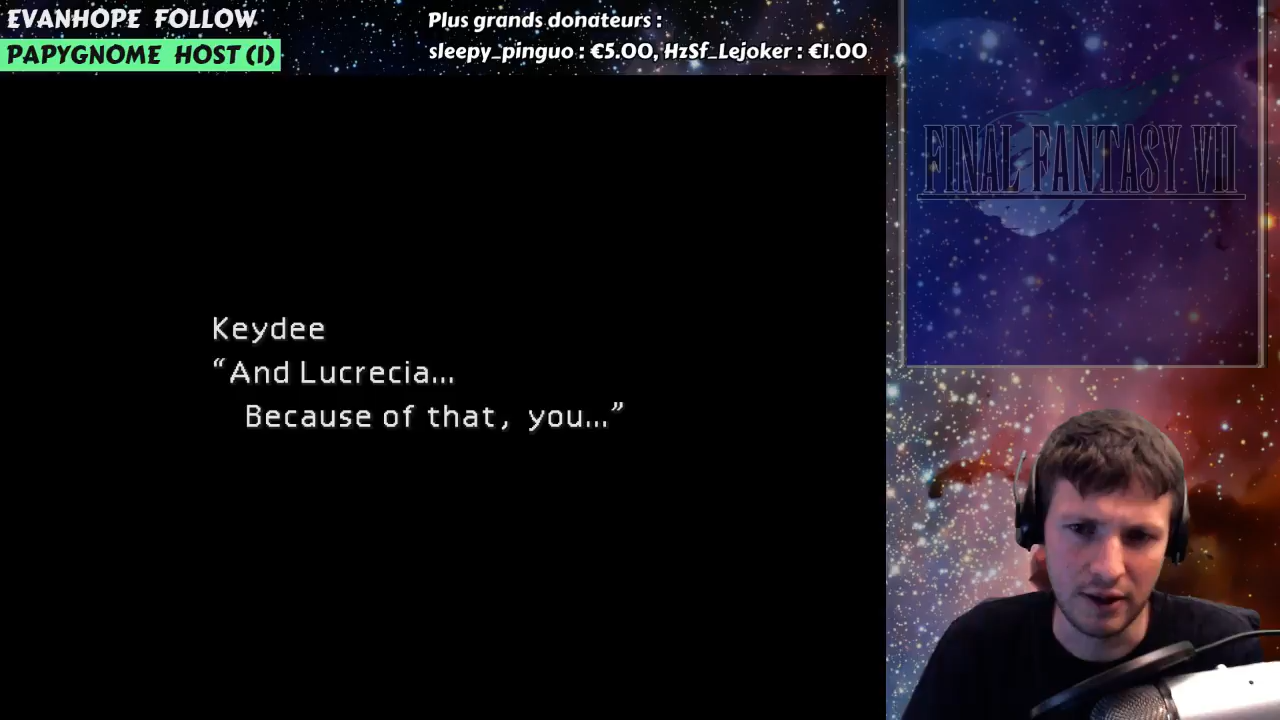 EVANHOPE FOLLOW
PAPYGNOME HOST (1)
Plus grands donateurs :
sleepy_pinguo : €5.00, HzSf_Lejoker : €1.00
FINAL FANTASY VII
Keydee
“And Lucrecia...
Because of that, you...”